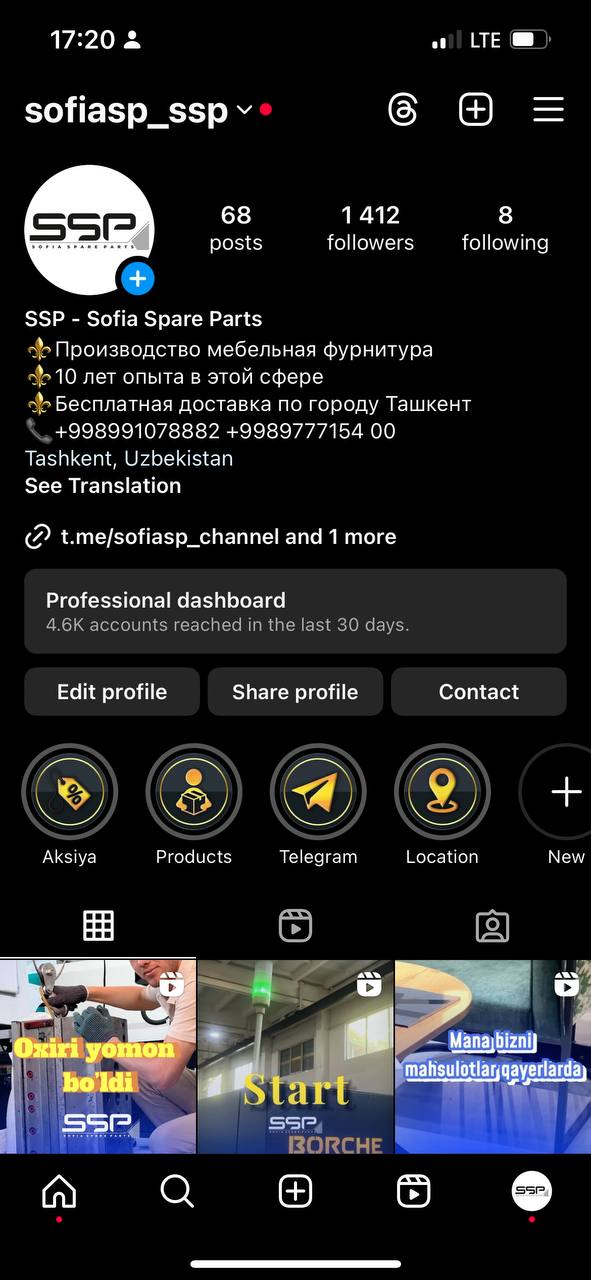 17:20
LTE
sofiasp_ssp
SSP
SOFIA SPARE PARTS
68
posts
1 412
followers
8
following
SSP - Sofia Spare Parts
⚜️Производство мебельная фурнитура
⚜️10 лет опыта в этой сфере
⚜️Бесплатная доставка по городу Ташкент
📞+998991078882 +9989777154 00
Tashkent, Uzbekistan
See Translation
t.me/sofiasp_channel and 1 more
Professional dashboard
4.6K accounts reached in the last 30 days.
Edit profile
Share profile
Contact
%
Aksiya
Products
Telegram
Location
New
Oxiri yomon
bo'ldi
SSP
SOFIA SPARE PARTS
Start
SSP
BORCHE
Mana bizni
mahsulotlar qayerlarda
SSP